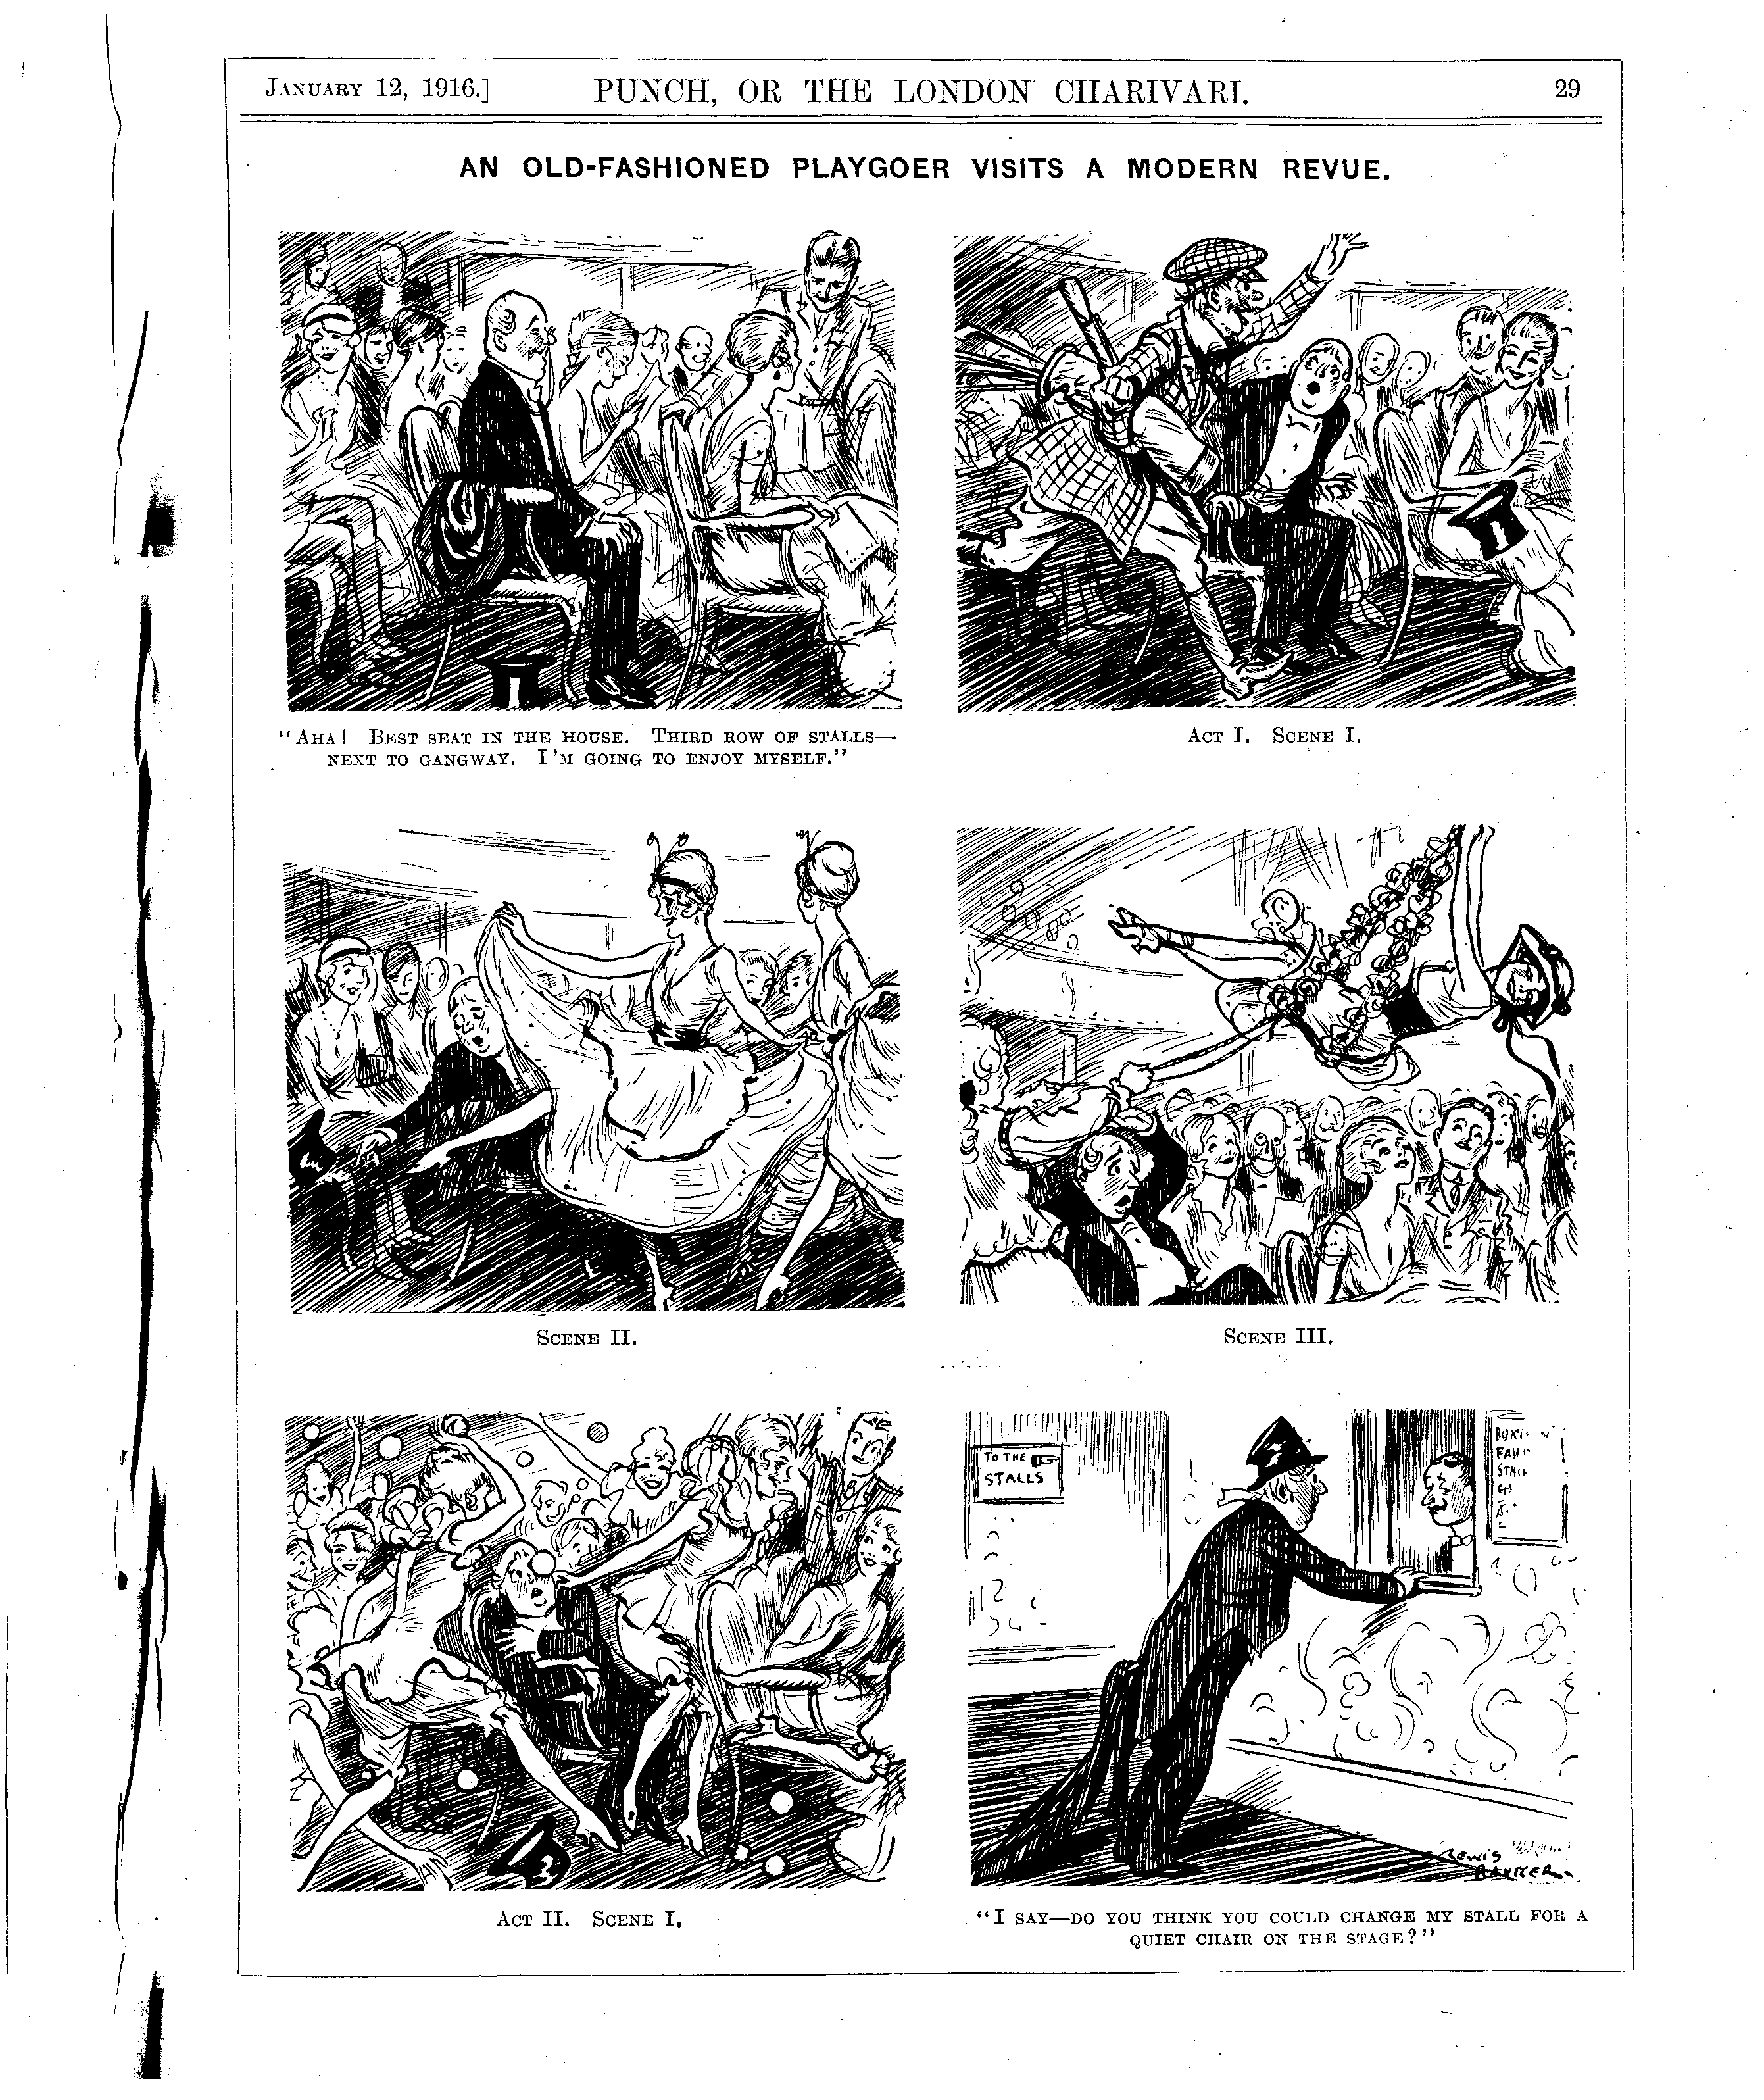 JANUARY 12, 1916.] PUNCH, OR THE LONDON CHARIVARI. 29
AN OLD-FASHIONED PLAYGOER VISITS A MODERN REVUE.
"AHA! BEST SEAT IN THE HOUSE. THIRD ROW OF STALLS—
NEXT TO GANGWAY. I'M GOING TO ENJOY MYSELF."
ACT I. SCENE I.
SCENE II.
SCENE III.
TO THE
STALLS
LEWIS
BAUMER.
ACT II. SCENE I.
"I SAY—DO YOU THINK YOU COULD CHANGE MY STALL FOR A
QUIET CHAIR ON THE STAGE?"